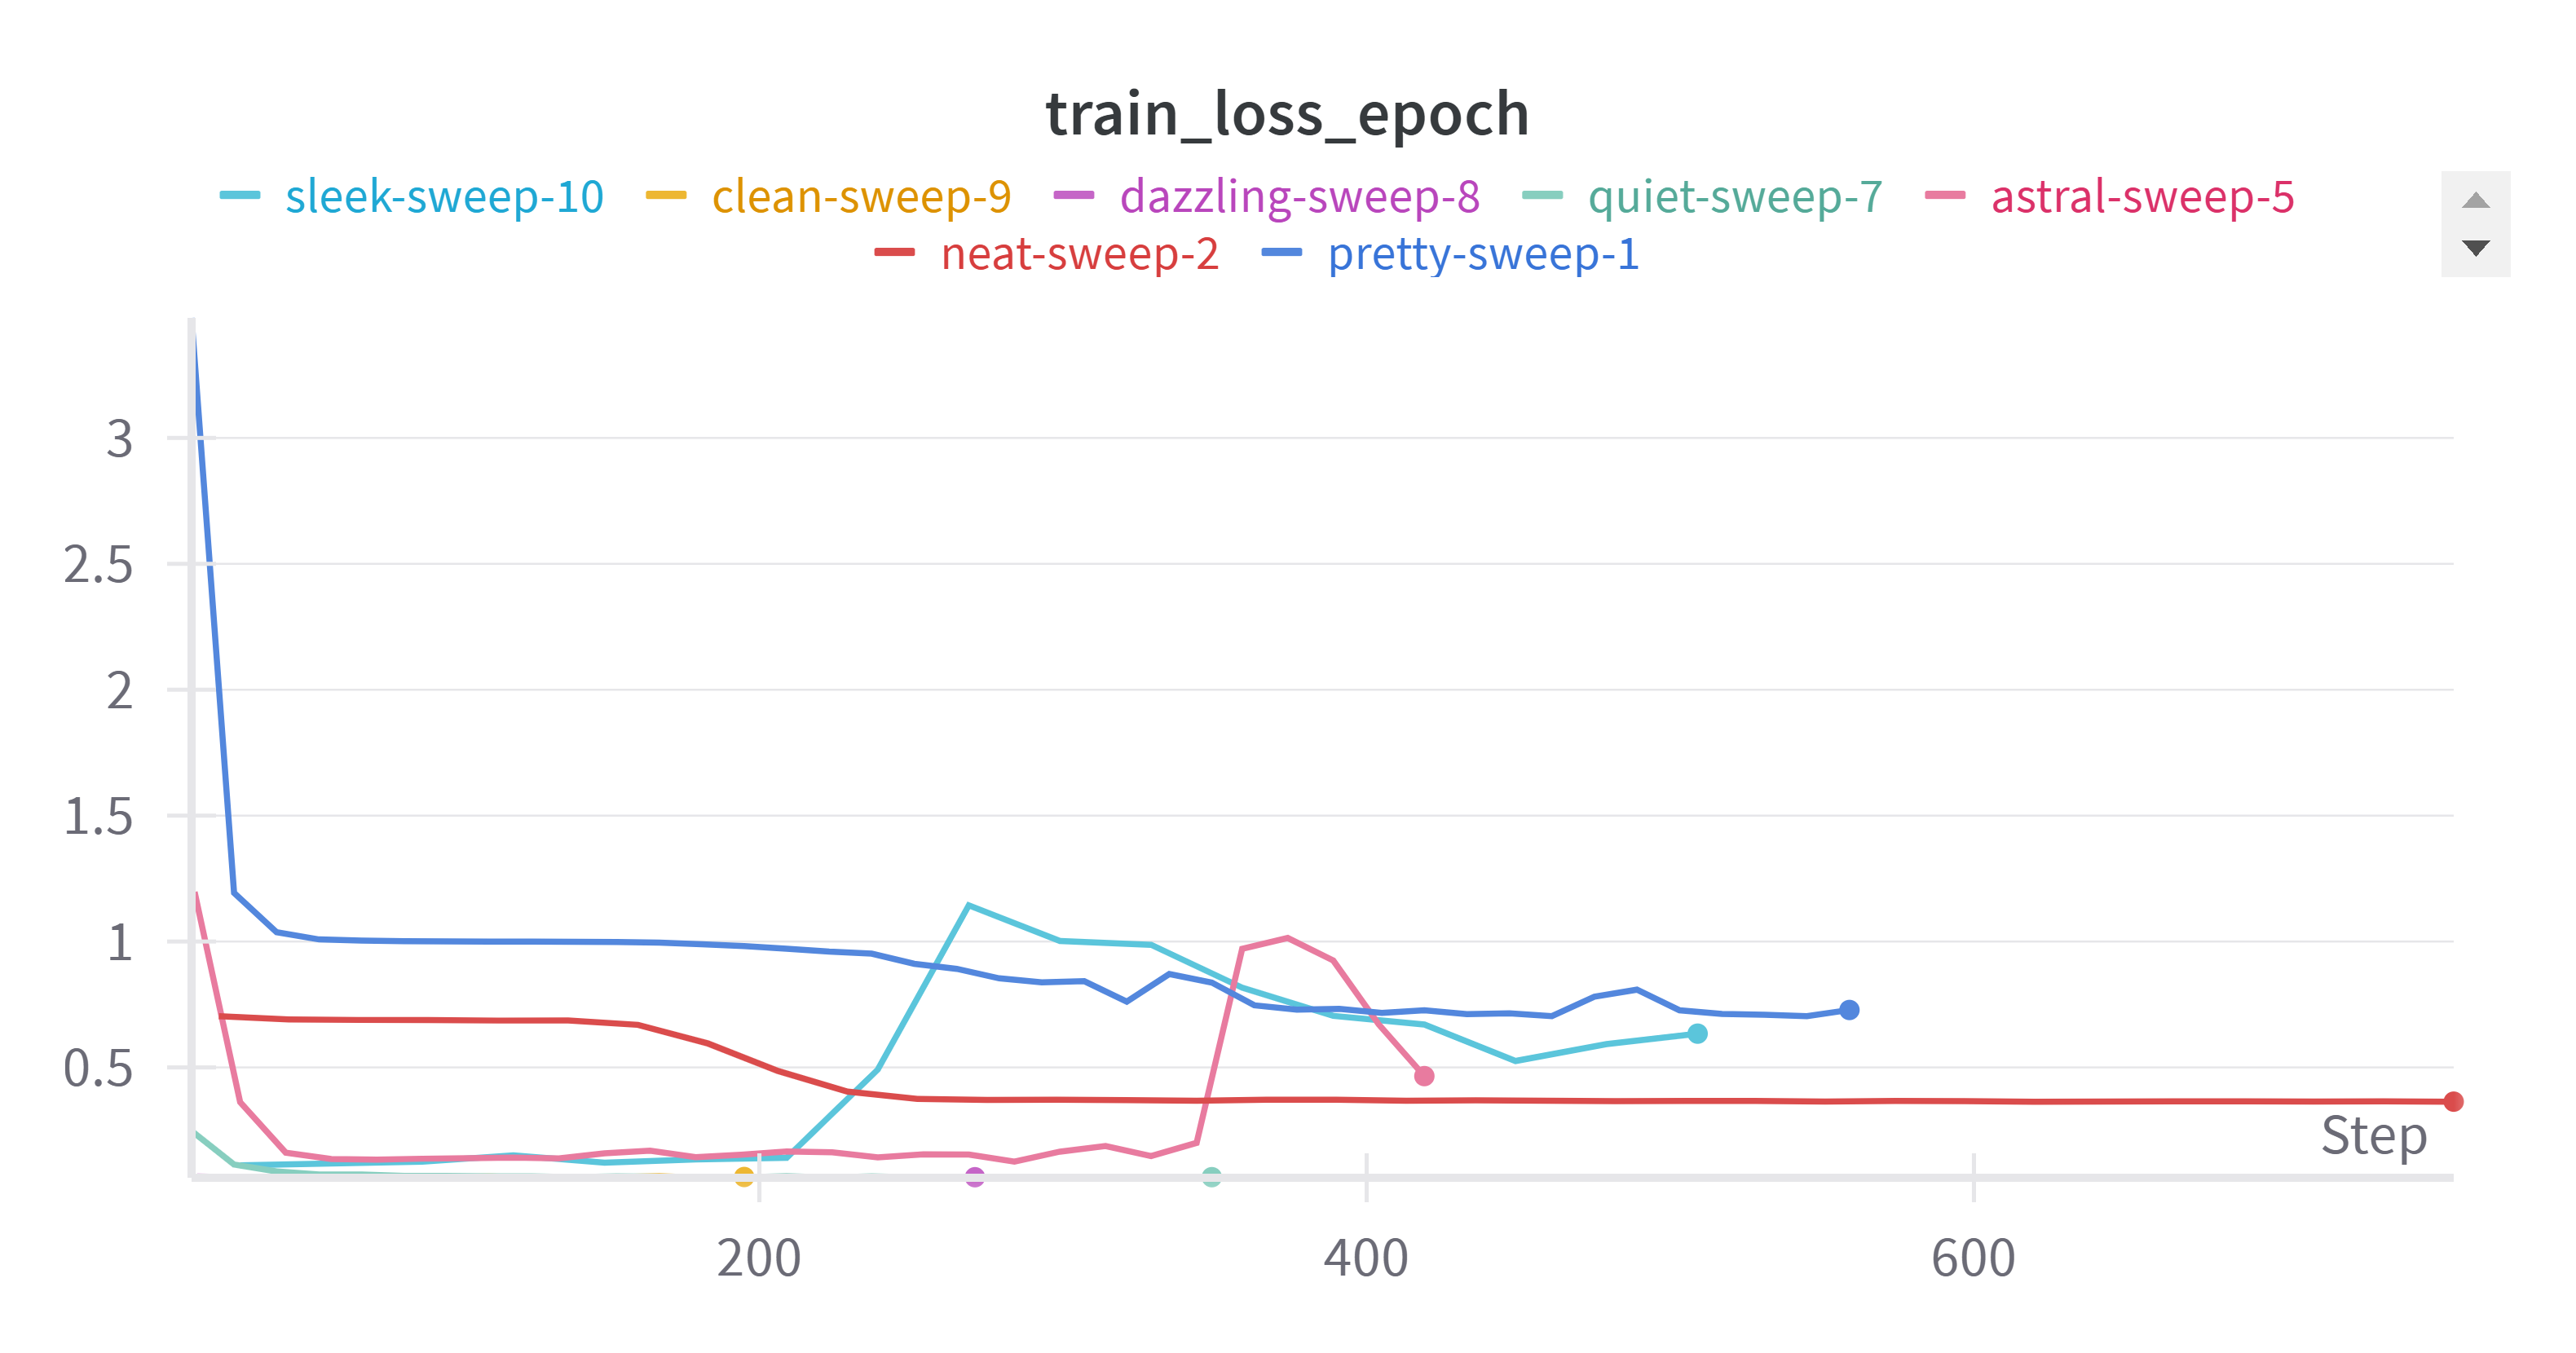 train_loss_epoch
sleek-sweep-10 clean-sweep-9 dazzling-sweep-8 quiet-sweep-7 astral-sweep-5
neat-sweep-2 pretty-sweep-1
3
2.5
2
1.5
1
0.5
Step
200 400 600